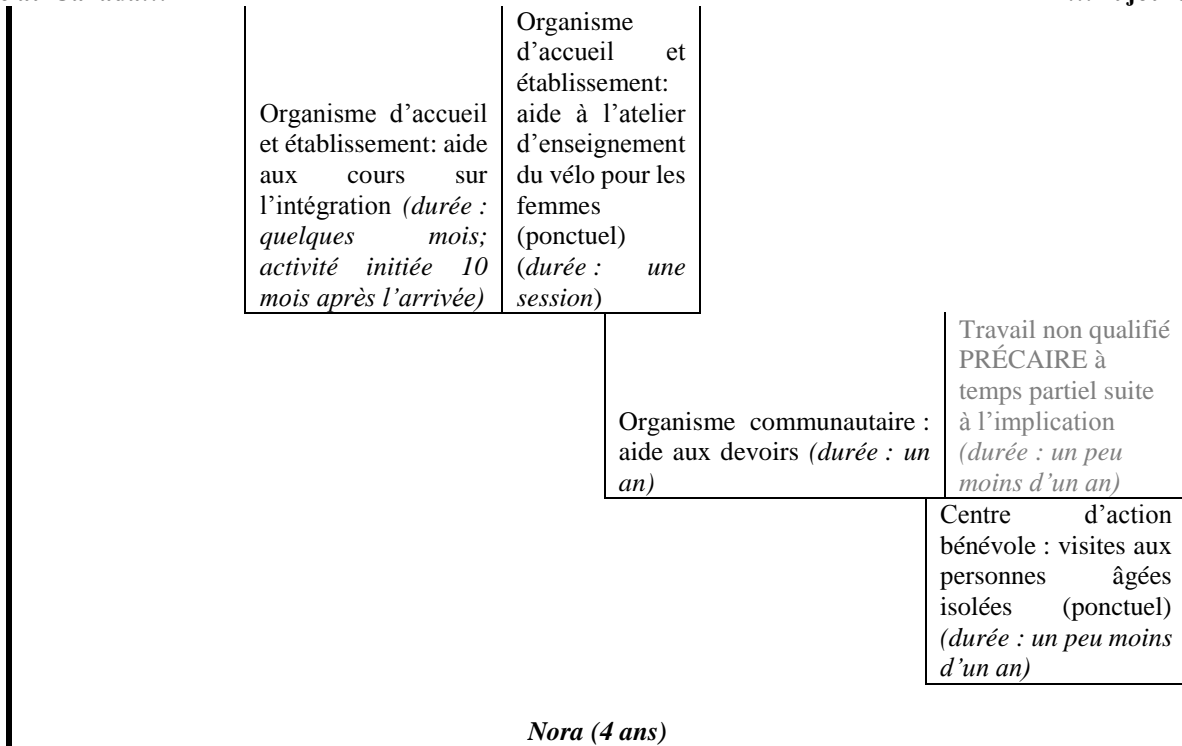 Organisme
d’accueil et
établissement:
aide à l’atelier
d’enseignement
du vélo pour les
femmes
(ponctuel)
(durée : une
session)
Organisme d’accueil
et établissement: aide
aux cours sur
l’intégration (durée :
quelques mois;
activité initiée 10
mois après l’arrivée)
Organisme communautaire :
aide aux devoirs (durée : un
an)
Travail non qualifié
PRÉCAIRE à
temps partiel suite
à l’implication
(durée : un peu
moins d’un an)
Centre d’action
bénévole : visites aux
personnes âgées
isolées (ponctuel)
(durée : un peu moins
d’un an)
Nora (4 ans)